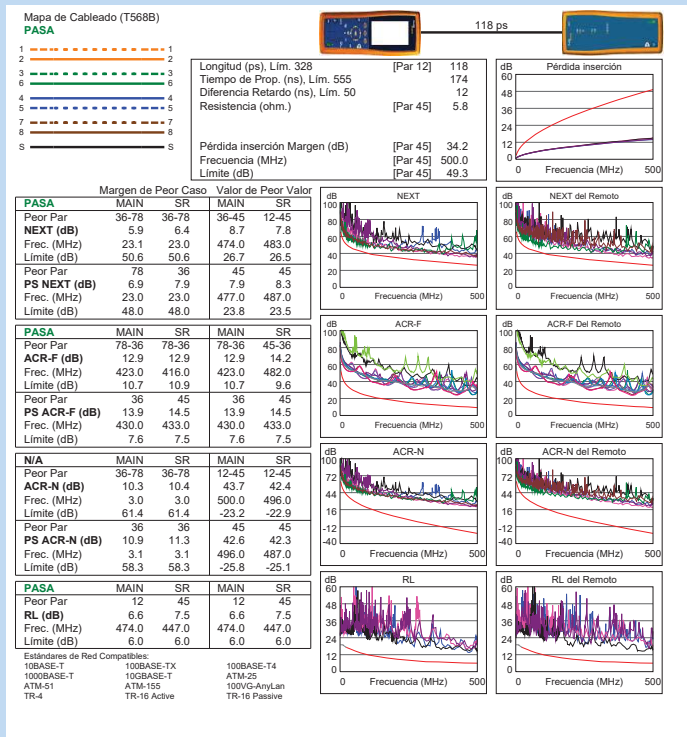 Mapa de Cableado (T568B)
PASA
1 1
2 2
3 3
6 6
4 4
5 5
7 7
8 8
S S
118 ps
Longitud (ps), Lím. 328 [Par 12] 118
Tiempo de Prop. (ns), Lím. 555 174
Diferencia Retardo (ns), Lím. 50 12
Resistencia (ohm.) [Par 45] 5.8
Pérdida inserción Margen (dB) [Par 45] 34.2
Frecuencia (MHz) [Par 45] 500.0
Límite (dB) [Par 45] 49.3
dB Pérdida inserción
60
48
36
24
12
0
0 Frecuencia (MHz) 500
Margen de Peor Caso Valor de Peor Valor
PASA MAIN SR MAIN SR
Peor Par 36-78 36-78 36-45 12-45
NEXT (dB) 5.9 6.4 8.7 7.8
Frec. (MHz) 23.1 23.0 474.0 483.0
Límite (dB) 50.6 50.6 26.7 26.5
Peor Par 78 36 45 45
PS NEXT (dB) 6.9 7.9 7.9 8.3
Frec. (MHz) 23.0 23.0 477.0 487.0
Límite (dB) 48.0 48.0 23.8 23.5
PASA MAIN SR MAIN SR
Peor Par 78-36 78-36 78-36 45-36
ACR-F (dB) 12.9 12.9 12.9 14.2
Frec. (MHz) 423.0 416.0 423.0 482.0
Límite (dB) 10.7 10.9 10.7 9.6
Peor Par 36 45 36 45
PS ACR-F (dB) 13.9 14.5 13.9 14.5
Frec. (MHz) 430.0 433.0 430.0 433.0
Límite (dB) 7.6 7.5 7.6 7.5
N/A MAIN SR MAIN SR
Peor Par 36-78 36-78 12-45 12-45
ACR-N (dB) 10.3 10.4 43.7 42.4
Frec. (MHz) 3.0 3.0 500.0 496.0
Límite (dB) 61.4 61.4 -23.2 -22.9
Peor Par 36 36 45 45
PS ACR-N (dB) 10.9 11.3 42.6 42.3
Frec. (MHz) 3.1 3.1 496.0 487.0
Límite (dB) 58.3 58.3 -25.8 -25.1
PASA MAIN SR MAIN SR
Peor Par 12 45 12 45
RL (dB) 6.6 7.5 6.6 7.5
Frec. (MHz) 474.0 447.0 474.0 447.0
Límite (dB) 6.0 6.0 6.0 6.0
Estándares de Red Compatibles:
10BASE-T 100BASE-TX 100BASE-T4
1000BASE-T 10GBASE-T ATM-25
ATM-51 ATM-155 100VG-AnyLan
TR-4 TR-16 Active TR-16 Passive
dB NEXT
100
80
60
40
20
0
0 Frecuencia (MHz) 500
dB NEXT del Remoto
100
80
60
40
20
0
0 Frecuencia (MHz) 500
dB ACR-F
100
80
60
40
20
0
0 Frecuencia (MHz) 500
dB ACR-F Del Remoto
100
80
60
40
20
0
0 Frecuencia (MHz) 500
dB ACR-N
100
72
44
16
-12
-40
0 Frecuencia (MHz) 500
dB ACR-N del Remoto
100
72
44
16
-12
-40
0 Frecuencia (MHz) 500
dB RL
60
48
36
24
12
0
0 Frecuencia (MHz) 500
dB RL del Remoto
60
48
36
24
12
0
0 Frecuencia (MHz) 500